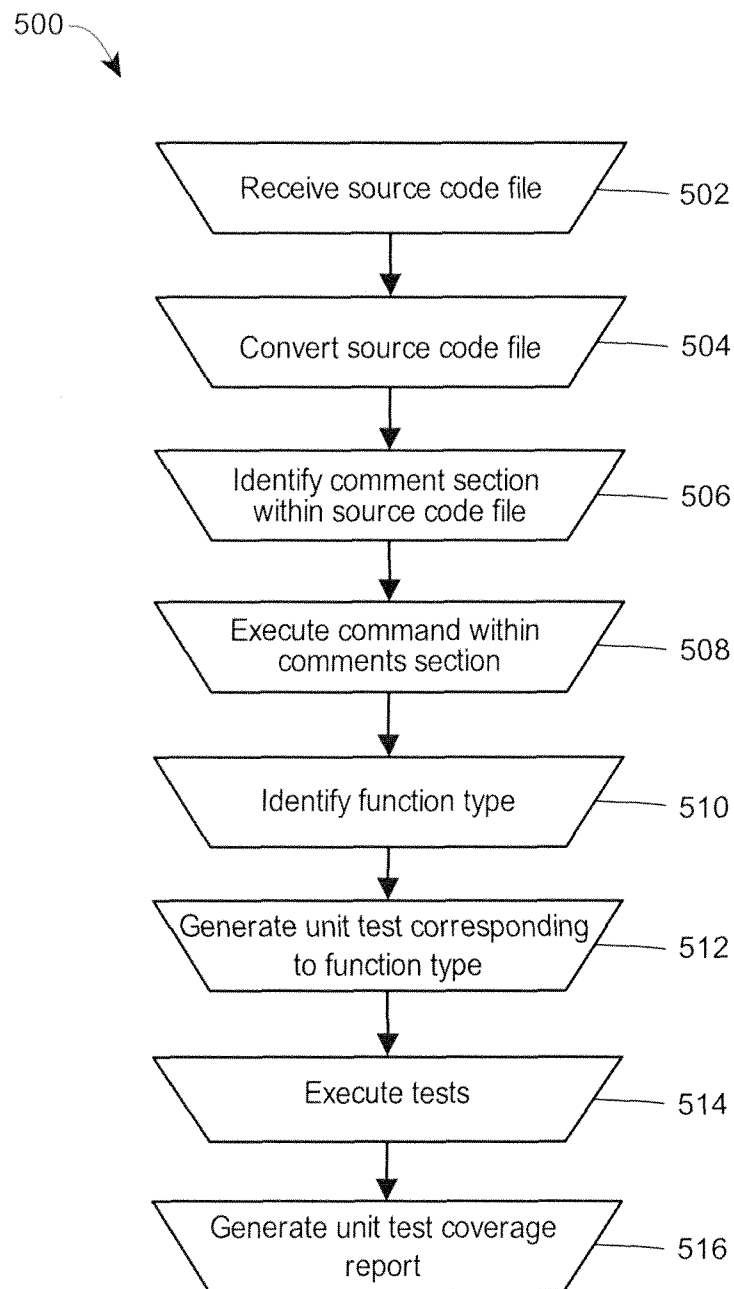 500
Receive source code file
502
Convert source code file
504
Identify comment section
within source code file
506
Execute command within
comments section
508
Identify function type
510
Generate unit test corresponding
to function type
512
Execute tests
514
Generate unit test coverage
report
516